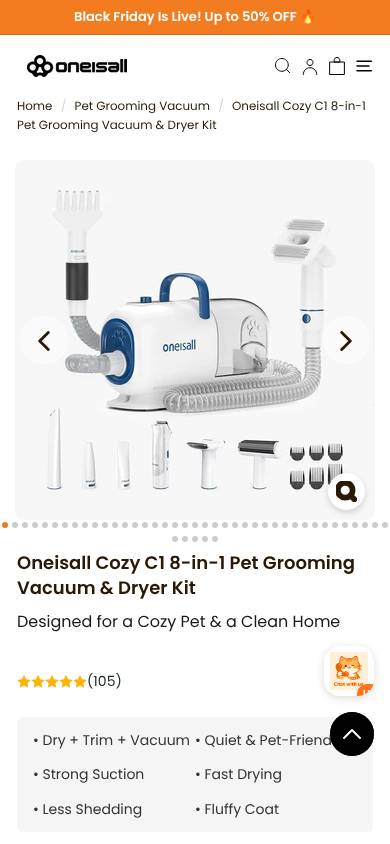 Black Friday Is Live! Up to 50% OFF 🔥
oneisall
Home / Pet Grooming Vacuum / Oneisall Cozy C1 8-in-1
Pet Grooming Vacuum & Dryer Kit
oneisall
Oneisall Cozy C1 8-in-1 Pet Grooming
Vacuum & Dryer Kit
Designed for a Cozy Pet & a Clean Home
Chat with us
(105)
• Dry + Trim + Vacuum • Quiet & Pet-Friend
• Strong Suction • Fast Drying
• Less Shedding • Fluffy Coat